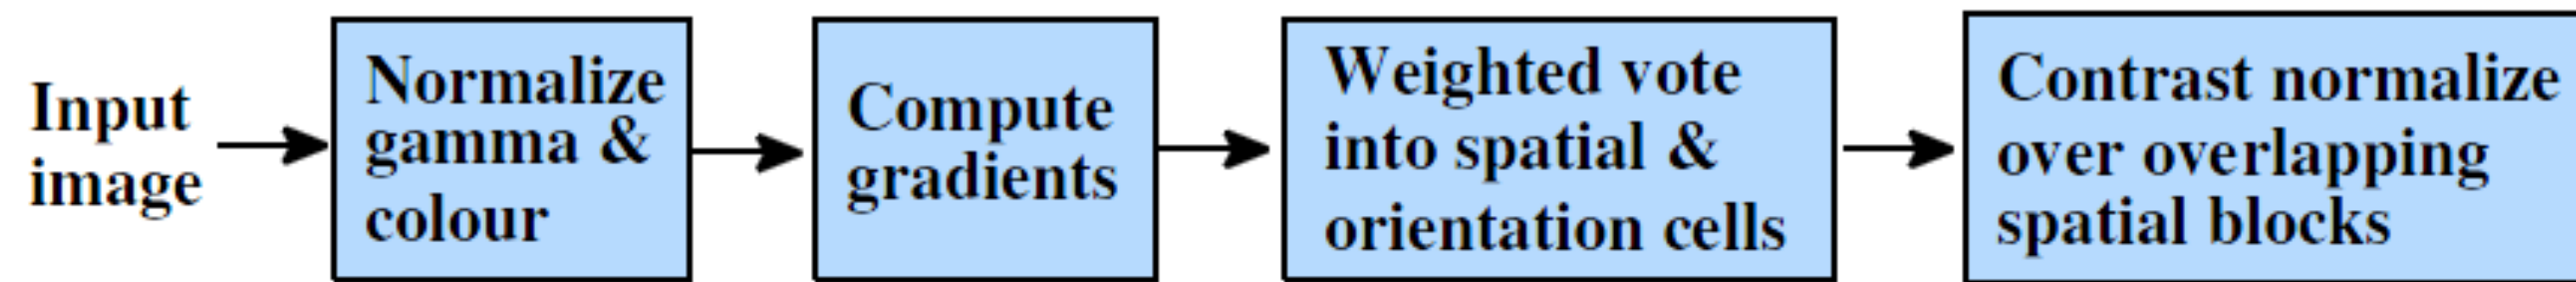 Input
image
Normalize
gamma &
colour
Compute
gradients
Weighted vote
into spatial &
orientation cells
Contrast normalize
over overlapping
spatial blocks